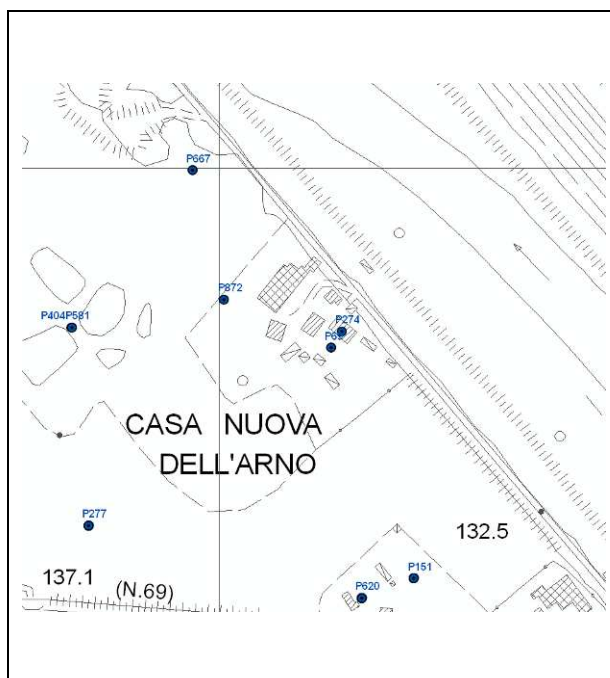 P667
P872
P404P581
P274
CASA NUOVA
DELL'ARNO
P277
132.5
P151
137.1
(N.69)
P620